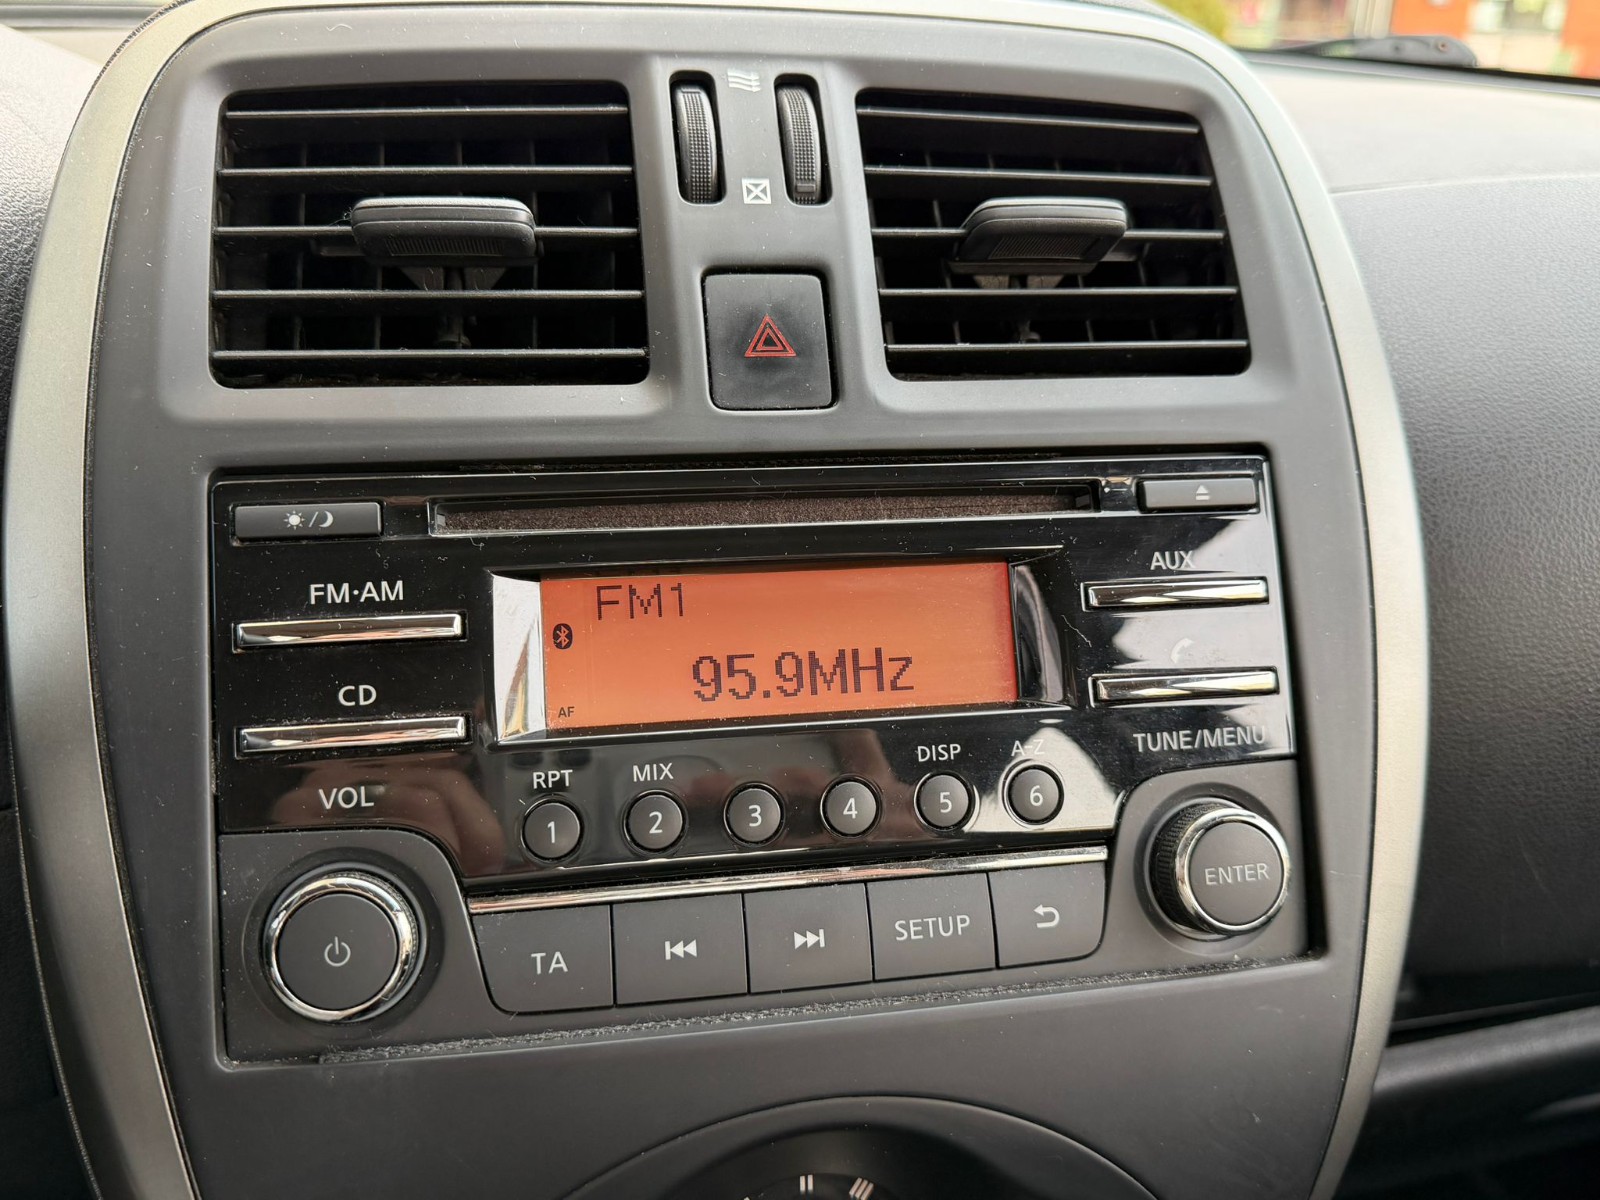 FM·AM
AUX
FM1
95.9MHz
AF
CD
TUNE/MENU
VOL
RPT
MIX
DISP
A-Z
1
2
3
4
5
6
ENTER
TA
SETUP